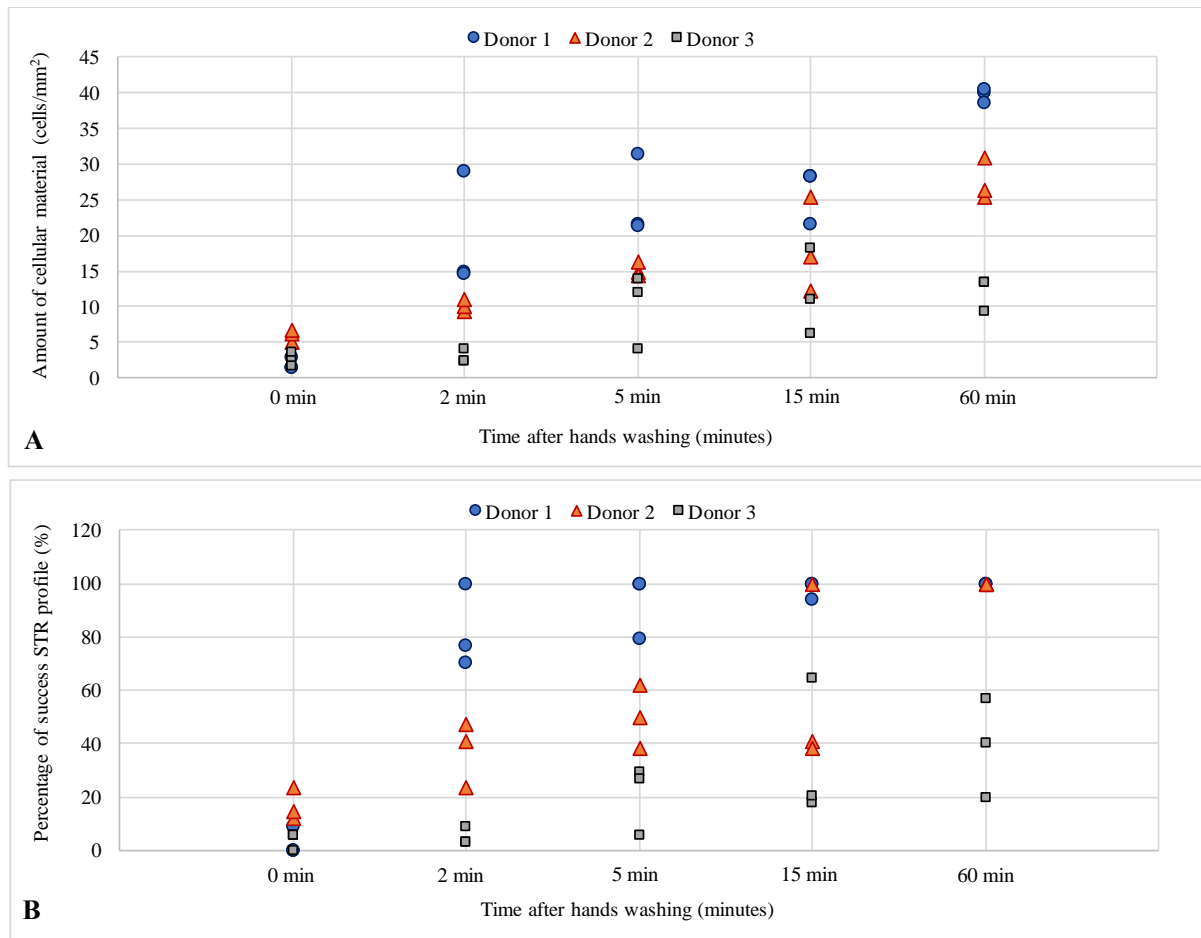 Donor 1 Donor 2 Donor 3
45
40
35
30
25
20
15
10
5
0
Amount of cellular material (cells/mm²)
0 min 2 min 5 min 15 min 60 min
Time after hands washing (minutes)
A
Donor 1 Donor 2 Donor 3
120
100
80
60
40
20
0
Percentage of success STR profile (%)
0 min 2 min 5 min 15 min 60 min
Time after hands washing (minutes)
B